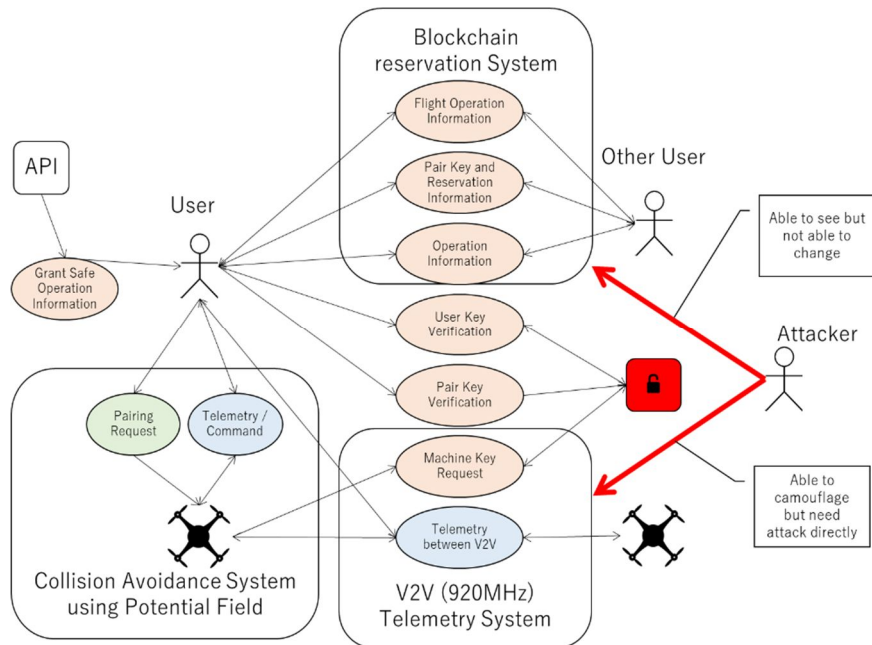 Blockchain
reservation System
Flight Operation
Information
Pair Key and
Reservation
Information
Operation
Information
API
User
Grant Safe
Operation
Information
Other User
Able to see but
not able to
change
User Key
Verification
Attacker
Pair Key
Verification
Pairing
Request
Telemetry /
Command
Machine Key
Request
Able to
camouflag
but need
attack directly
Telemetry
between V2V
Collision Avoidance System
using Potential Field
V2V (920MHz)
Telemetry System